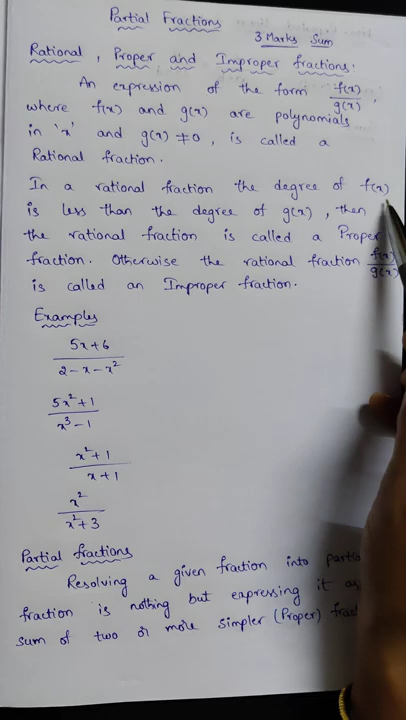 Partial Fractions
3 Marks Sum
Rational, Proper and Improper fractions:
An expression of the form f(x)/g(x),
where f(x) and g(x) are polynomials
in 'x' and g(x) ≠ 0, is called a
Rational fraction.
In a rational fraction the degree of f(x)
is less than the degree of g(x), then
the rational fraction is called a Proper
fraction. Otherwise the rational fraction f(x)/g(x)
is called an Improper fraction.
Examples
5x+6
2-x-x²
5x²+1
x³-1
x²+1
x+1
x²
x²+3
Partial fractions
Resolving a given fraction into
fraction is nothing but expressing it as
sum of two or more simpler (Proper)